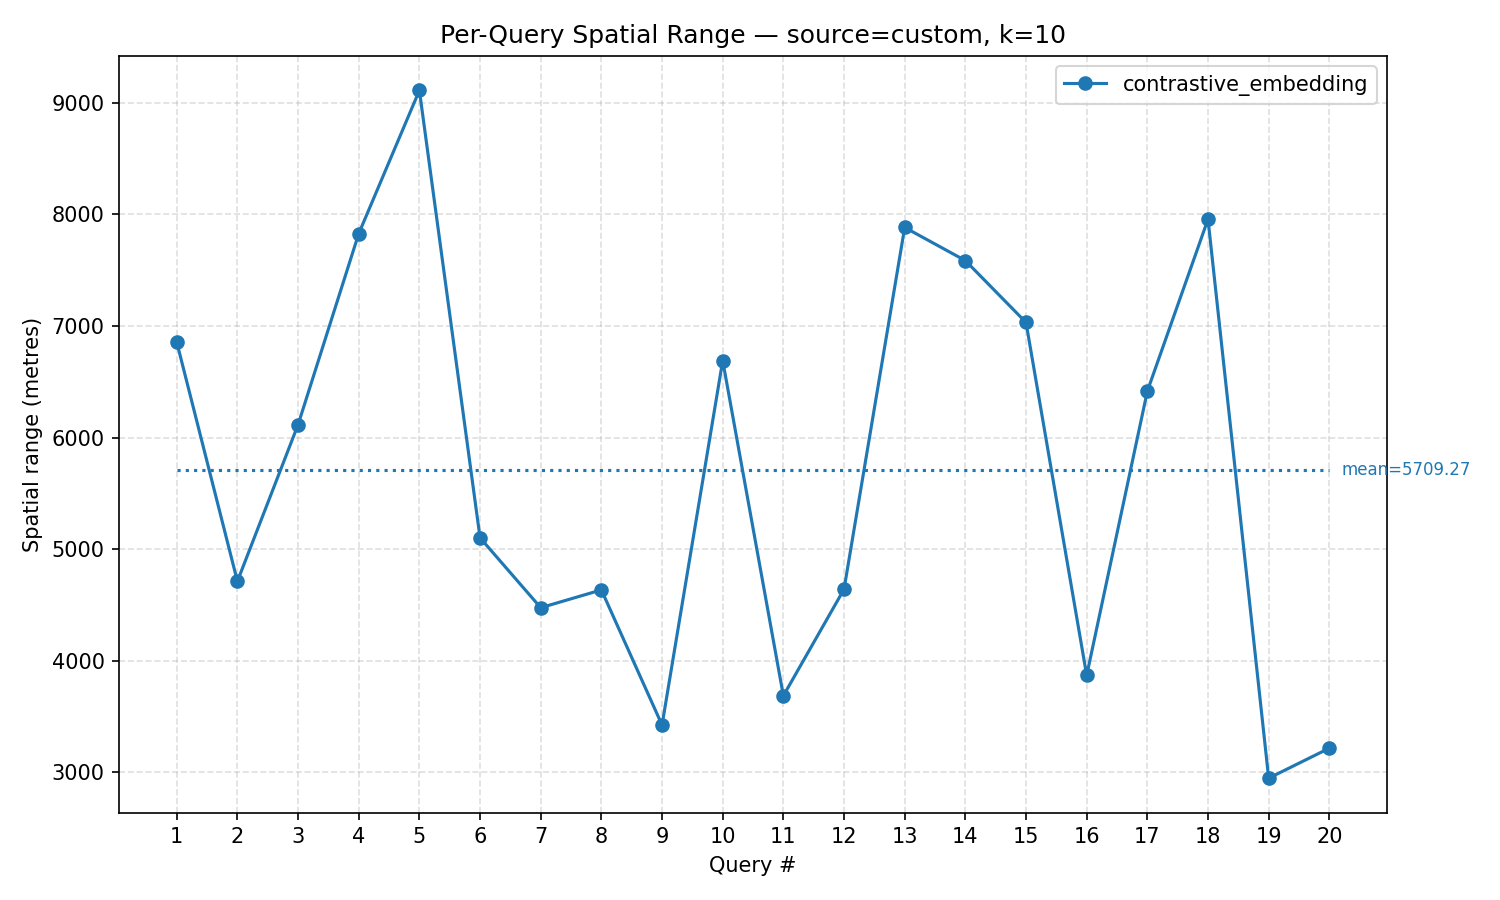 Per-Query Spatial Range — source=custom, k=10
contrastive_embedding
9000
8000
7000
6000
5000
4000
3000
Spatial range (metres)
mean=5709.27
1 2 3 4 5 6 7 8 9 10 11 12 13 14 15 16 17 18 19 20
Query #